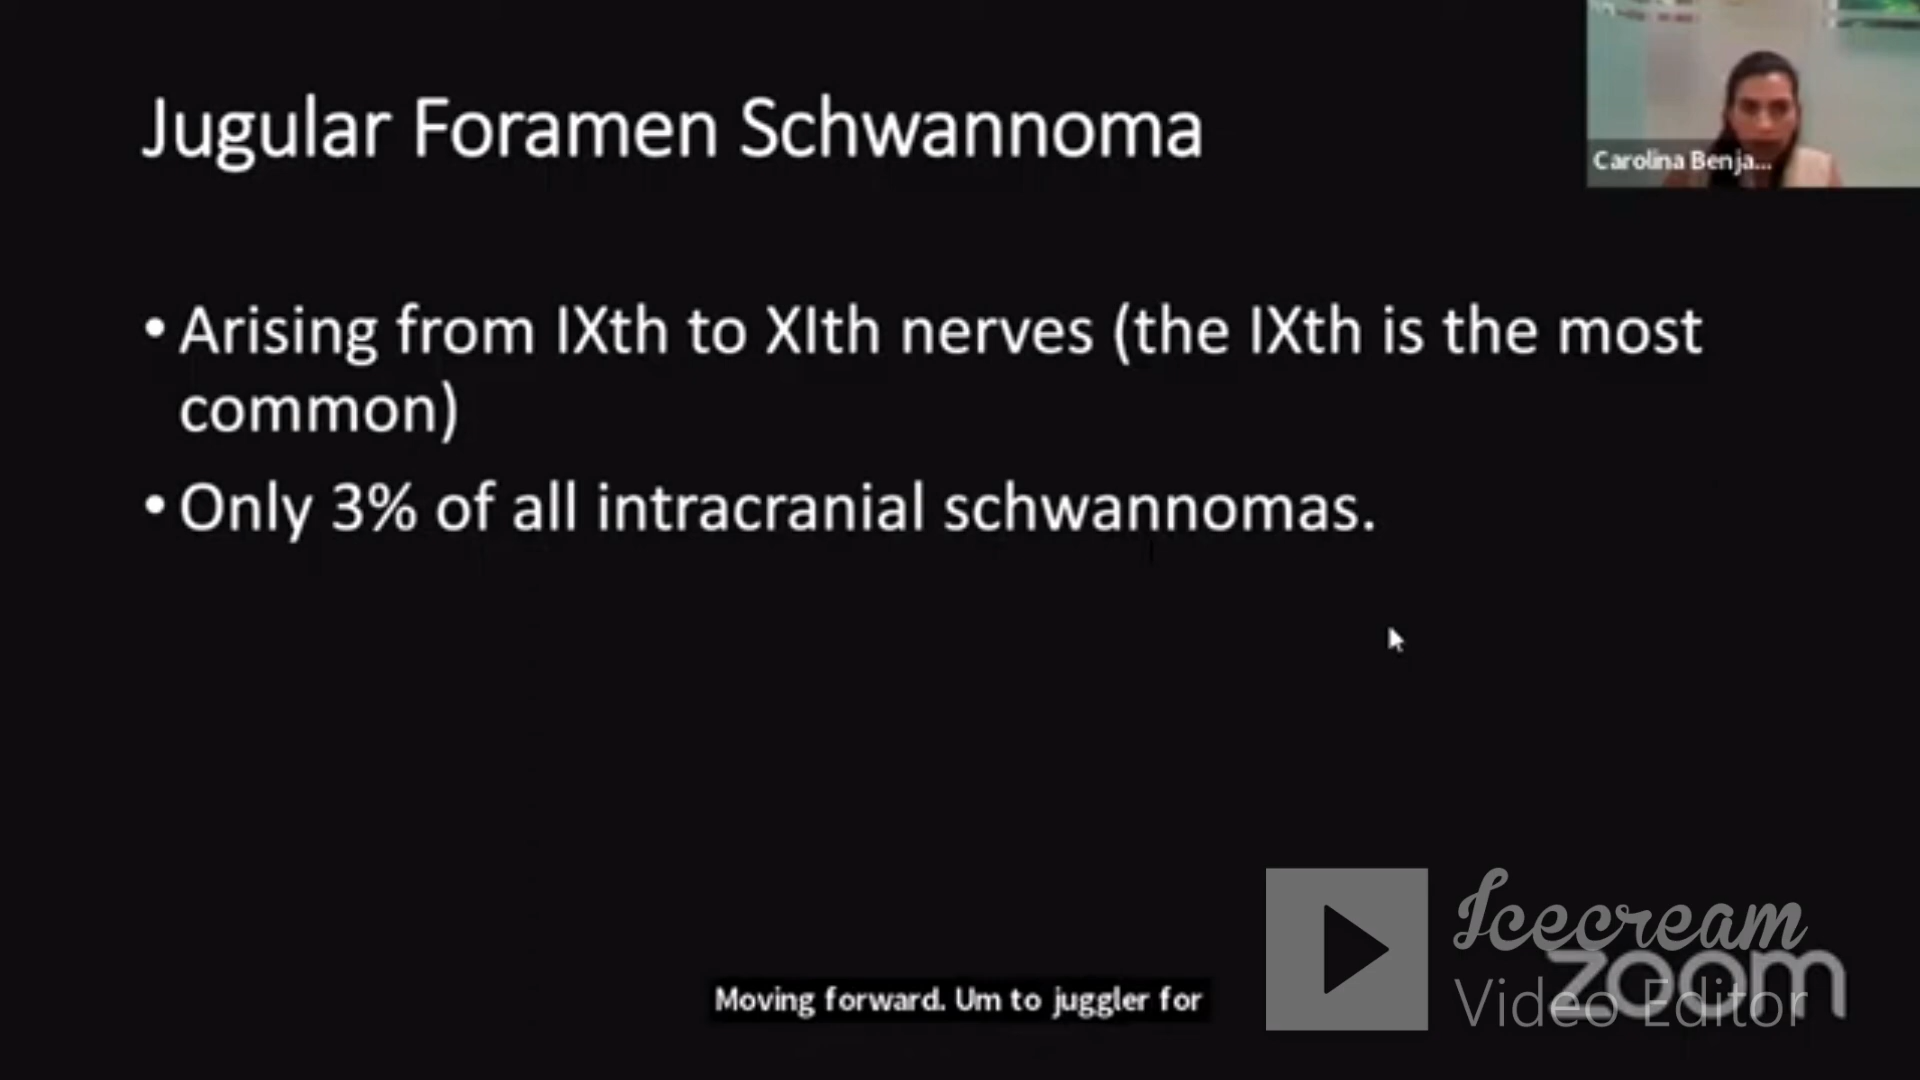 Jugular Foramen Schwannoma
Carolina Benja...
• Arising from IXth to XIth nerves (the IXth is the most
common)
• Only 3% of all intracranial schwannomas.
Moving forward. Um to juggler for
Icecream
Video Editor
zoom